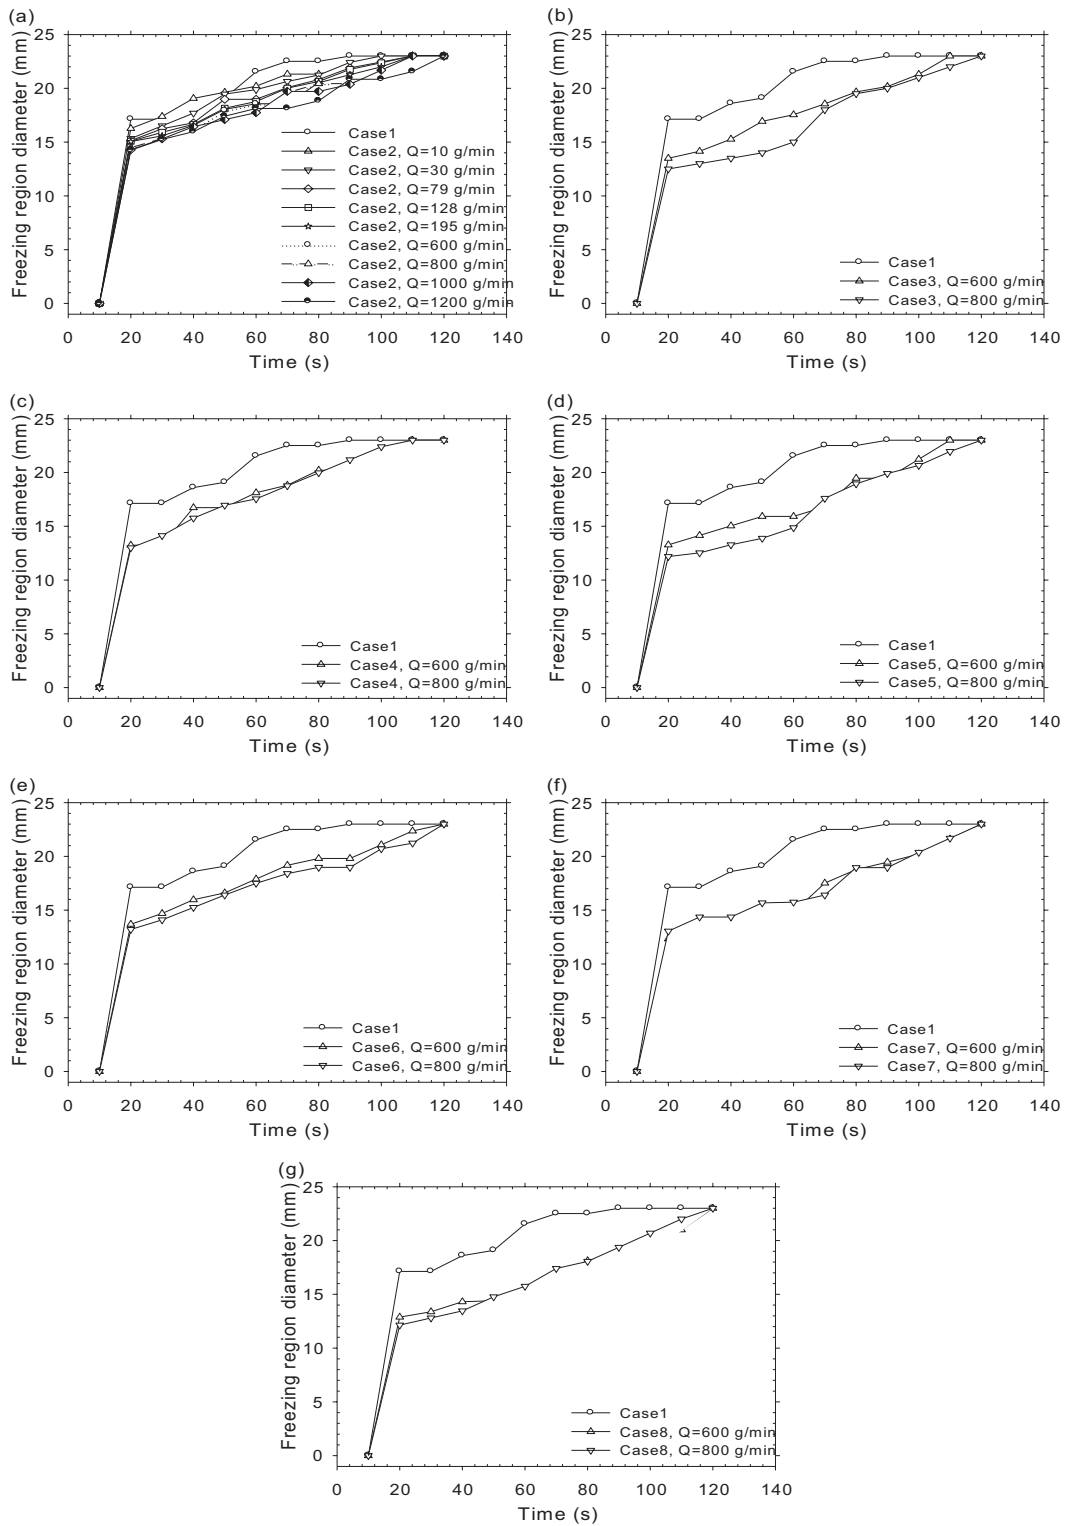 (a)
Freezing region diameter (mm)
25
20
15
10
5
0
Case1
Case2, Q=10 g/min
Case2, Q=30 g/min
Case2, Q=79 g/min
Case2, Q=128 g/min
Case2, Q=195 g/min
Case2, Q=600 g/min
Case2, Q=800 g/min
Case2, Q=1000 g/min
Case2, Q=1200 g/min
0 20 40 60 80 100 120 140
Time (s)
(b)
Freezing region diameter (mm)
25
20
15
10
5
0
Case1
Case3, Q=600 g/min
Case3, Q=800 g/min
0 20 40 60 80 100 120 140
Time (s)
(c)
Freezing region diameter (mm)
25
20
15
10
5
0
Case1
Case4, Q=600 g/min
Case4, Q=800 g/min
0 20 40 60 80 100 120 140
Time (s)
(d)
Freezing region diameter (mm)
25
20
15
10
5
0
Case1
Case5, Q=600 g/min
Case5, Q=800 g/min
0 20 40 60 80 100 120 140
Time (s)
(e)
Freezing region diameter (mm)
25
20
15
10
5
0
Case1
Case6, Q=600 g/min
Case6, Q=800 g/min
0 20 40 60 80 100 120 140
Time (s)
(f)
Freezing region diameter (mm)
25
20
15
10
5
0
Case1
Case7, Q=600 g/min
Case7, Q=800 g/min
0 20 40 60 80 100 120 140
Time (s)
(g)
Freezing region diameter (mm)
25
20
15
10
5
0
Case1
Case8, Q=600 g/min
Case8, Q=800 g/min
0 20 40 60 80 100 120 140
Time (s)